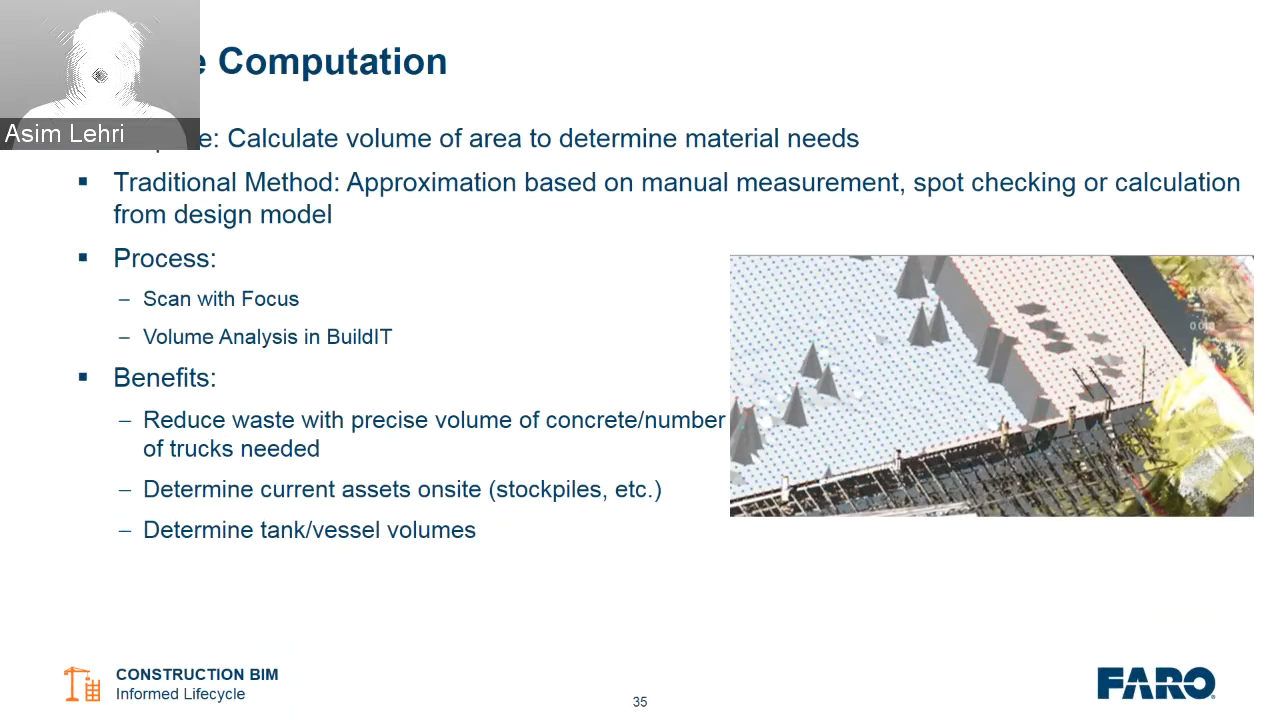 Computation
Asim Lehri
Calculate volume of area to determine material needs
▪ Traditional Method: Approximation based on manual measurement, spot checking or calculation
from design model
▪ Process:
– Scan with Focus
– Volume Analysis in BuildIT
▪ Benefits:
– Reduce waste with precise volume of concrete/number
of trucks needed
– Determine current assets onsite (stockpiles, etc.)
– Determine tank/vessel volumes
CONSTRUCTION BIM
Informed Lifecycle
35
FARO